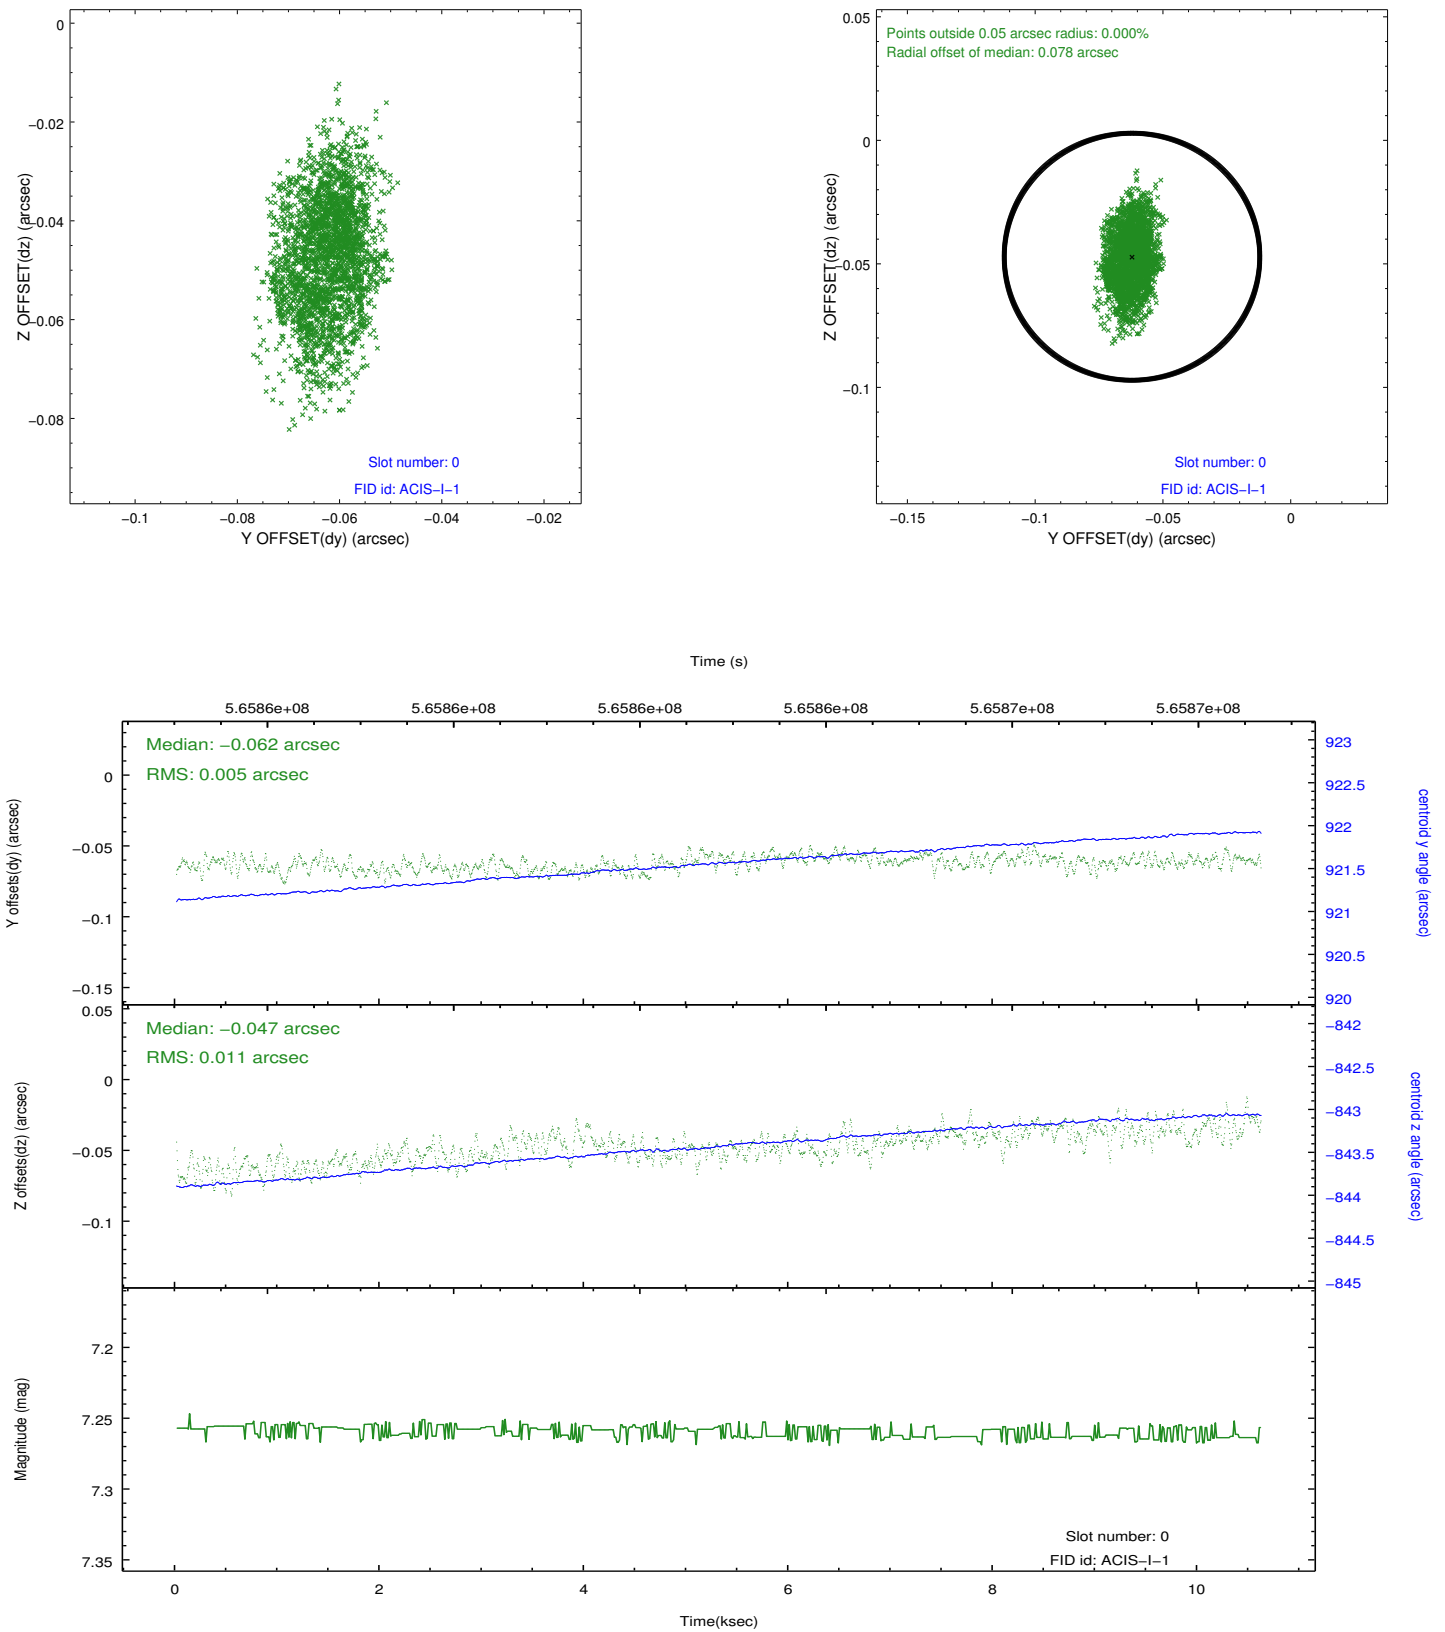 0
−0.02
−0.04
−0.06
−0.08
Z OFFSET(dz) (arcsec)
Slot number: 0
FID id: ACIS−I−1
−0.1
−0.08
−0.06
−0.04
−0.02
Y OFFSET(dy) (arcsec)
0.05
0
−0.05
−0.1
Z OFFSET(dz) (arcsec)
Points outside 0.05 arcsec radius: 0.000%
Radial offset of median: 0.078 arcsec
Slot number: 0
FID id: ACIS−I−1
−0.15
−0.1
−0.05
0
Y OFFSET(dy) (arcsec)
Time (s)
5.6586e+08
5.6586e+08
5.6586e+08
5.6586e+08
5.6587e+08
5.6587e+08
Median: −0.062 arcsec
RMS: 0.005 arcsec
0
−0.05
−0.1
−0.15
Y offsets(dy) (arcsec)
923
922.5
922
921.5
921
920.5
920
centroid y angle (arcsec)
Median: −0.047 arcsec
RMS: 0.011 arcsec
0.05
0
−0.05
−0.1
Z offsets(dz) (arcsec)
−842
−842.5
−843
−843.5
−844
−844.5
−845
centroid z angle (arcsec)
7.2
7.25
7.3
7.35
Magnitude (mag)
Slot number: 0
FID id: ACIS−I−1
0
2
4
6
8
10
Time(ksec)